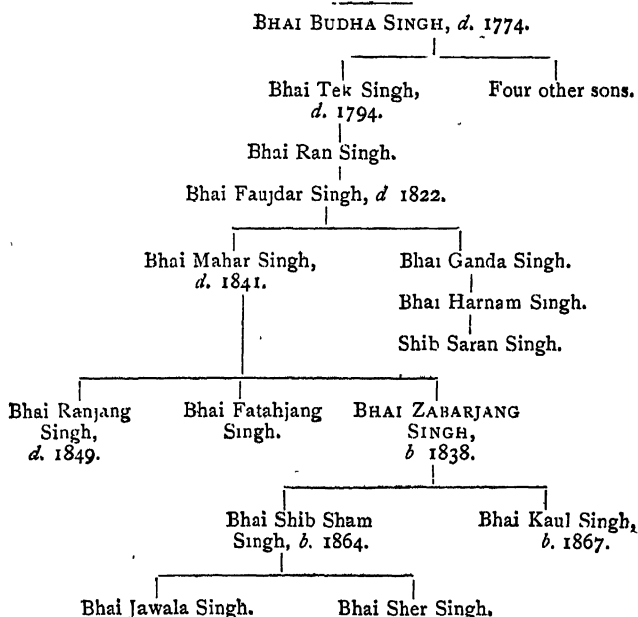 BHAI BUDHA SINGH, d. 1774.
Bhai Tek Singh, Four other sons.
d. 1794.
Bhai Ran Singh.
Bhai Faujdar Singh, d 1822.
Bhai Mahar Singh, Bhai Ganda Singh.
d. 1841.
Bhai Harnam Singh.
Shib Saran Singh.
Bhai Ranjang Bhai Fatahjang BHAI ZABARJANG
Singh, Singh. SINGH,
d. 1849. b 1838.
Bhai Shib Sham Bhai Kaul Singh,
Singh, b. 1864. b. 1867.
Bhai Jawala Singh. Bhai Sher Singh.